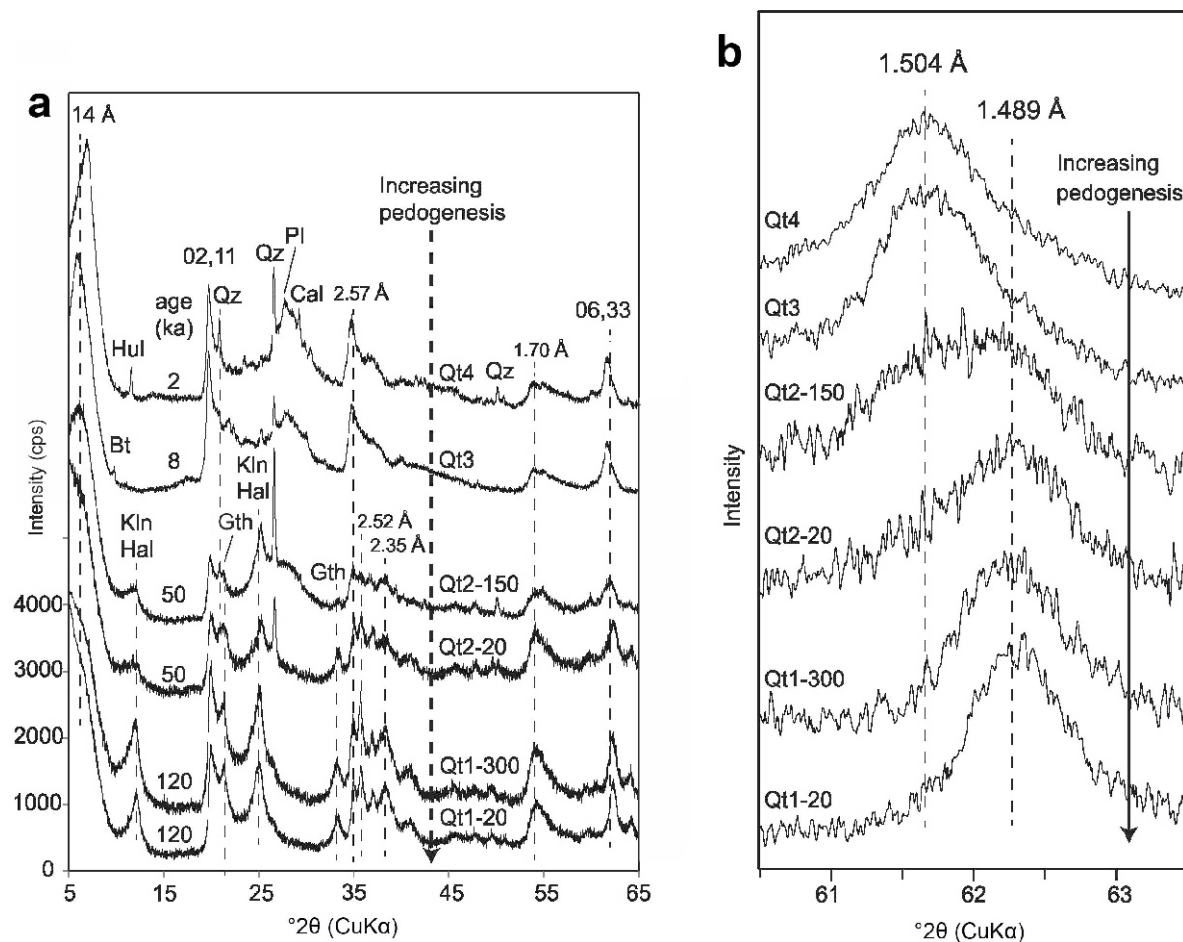 a
14 Å
Increasing
pedogenesis
Pl
02,11
Qz
Cal
age
(ka)
Qz
2.57 Å
06,33
Hul
1.70 Å
2
Qt4
Qz
Bt
8
Kln
Hal
Qt3
Kln
Hal
Gth
2.52 Å
2.35 Å
Gth
50
Qt2-150
4000
50
Qt2-20
3000
2000
120
Qt1-300
1000
120
Qt1-20
0
5
15
25
35
45
55
65
°2θ (CuKα)
Intensity (cps)
b
1.504 Å
1.489 Å
Increasing
pedogenesis
Qt4
Qt3
Qt2-150
Qt2-20
Qt1-300
Qt1-20
61
62
63
°2θ (CuKα)
Intensity